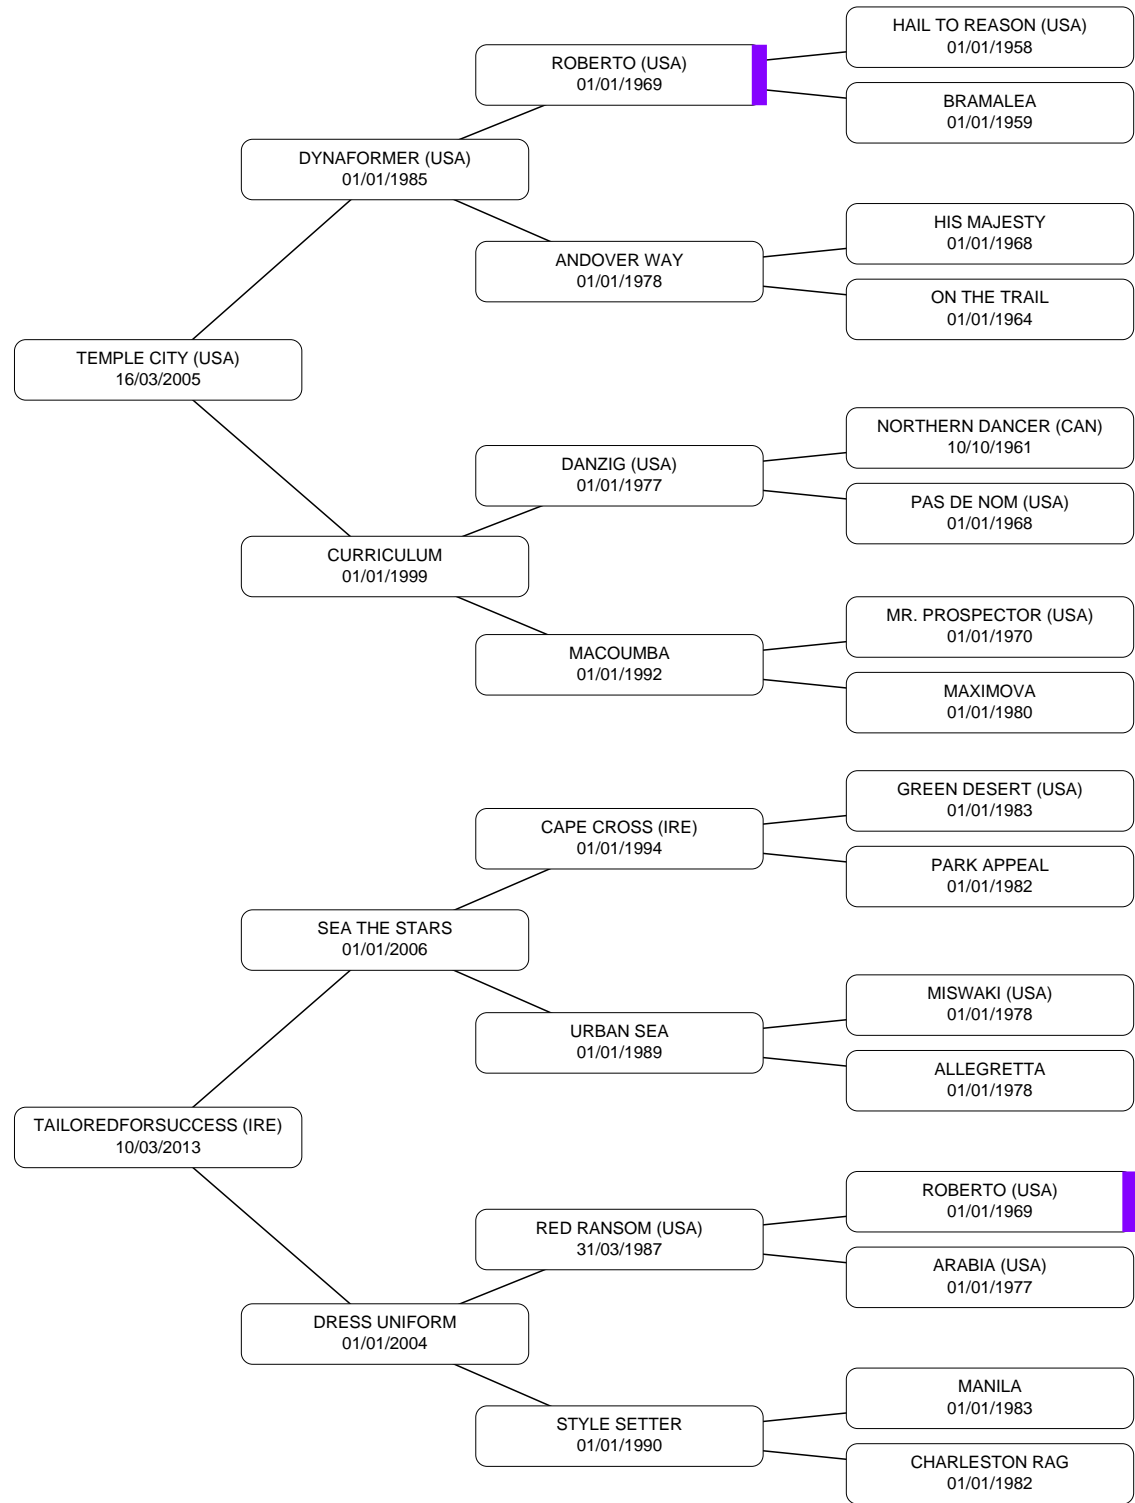 HAIL TO REASON (USA)
01/01/1958
ROBERTO (USA)
01/01/1969
BRAMALEA
01/01/1959
DYNAFORMER (USA)
01/01/1985
HIS MAJESTY
01/01/1968
ANDOVER WAY
01/01/1978
ON THE TRAIL
01/01/1964
TEMPLE CITY (USA)
16/03/2005
NORTHERN DANCER (CAN)
10/10/1961
DANZIG (USA)
01/01/1977
PAS DE NOM (USA)
01/01/1968
CURRICULUM
01/01/1999
MR. PROSPECTOR (USA)
01/01/1970
MACOUMBA
01/01/1992
MAXIMOVA
01/01/1980
GREEN DESERT (USA)
01/01/1983
CAPE CROSS (IRE)
01/01/1994
PARK APPEAL
01/01/1982
SEA THE STARS
01/01/2006
MISWAKI (USA)
01/01/1978
URBAN SEA
01/01/1989
ALLEGRETTA
01/01/1978
TAILOREDFORSUCCESS (IRE)
10/03/2013
ROBERTO (USA)
01/01/1969
RED RANSOM (USA)
31/03/1987
ARABIA (USA)
01/01/1977
DRESS UNIFORM
01/01/2004
MANILA
01/01/1983
STYLE SETTER
01/01/1990
CHARLESTON RAG
01/01/1982